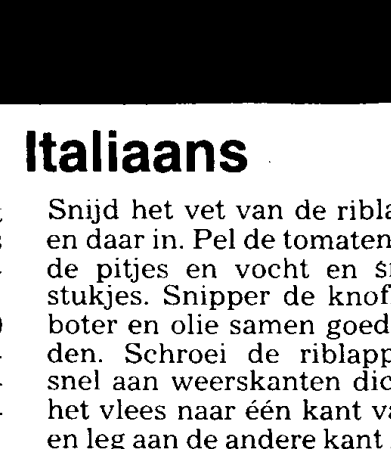 Italiaans
Snijd het vet van de ribla
en daar in. Pel de tomaten
de pitjes en vocht en sn
stukjes. Snipper de knof
boter en olie samen goed
den. Schroei de riblapp
snel aan weerskanten dic
het vlees naar één kant va
en leg aan de andere kant